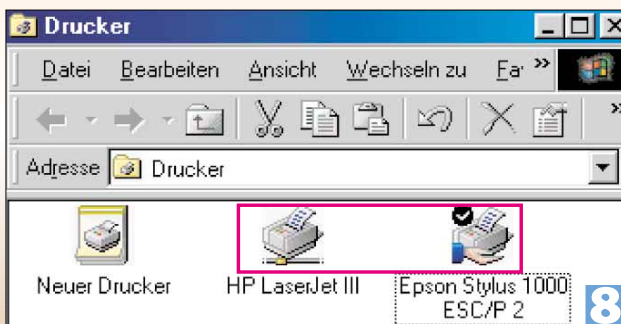 Drucker
Datei Bearbeiten Ansicht Wechseln zu Fa
Adresse Drucker
Neuer Drucker HP LaserJet III Epson Stylus 1000
ESC/P 2
8